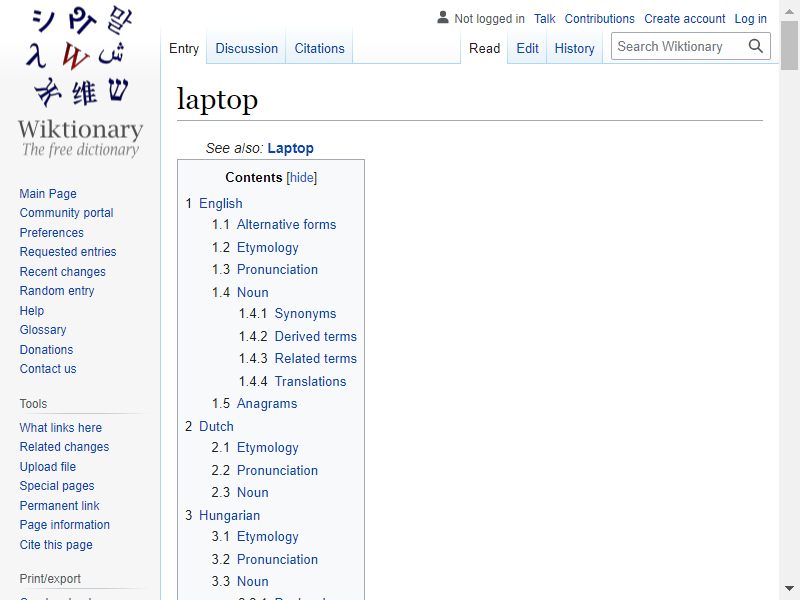 Not logged in Talk Contributions Create account Log in
Entry Discussion Citations Read Edit History Search Wiktionary
シ 말
λ W ش
维 ש
Wiktionary
The free dictionary
Main Page
Community portal
Preferences
Requested entries
Recent changes
Random entry
Help
Glossary
Donations
Contact us
Tools
What links here
Related changes
Upload file
Special pages
Permanent link
Page information
Cite this page
Print/export
laptop
See also: Laptop
Contents [hide]
1 English
1.1 Alternative forms
1.2 Etymology
1.3 Pronunciation
1.4 Noun
1.4.1 Synonyms
1.4.2 Derived terms
1.4.3 Related terms
1.4.4 Translations
1.5 Anagrams
2 Dutch
2.1 Etymology
2.2 Pronunciation
2.3 Noun
3 Hungarian
3.1 Etymology
3.2 Pronunciation
3.3 Noun